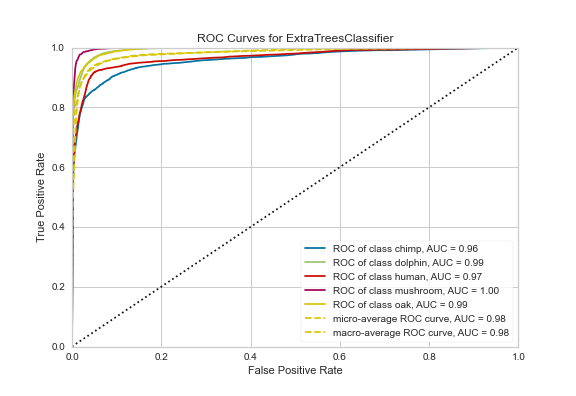 ROC Curves for ExtraTreesClassifier
1.0
0.8
0.6
0.4
0.2
0.0
True Positive Rate
ROC of class chimp, AUC = 0.96
ROC of class dolphin, AUC = 0.99
ROC of class human, AUC = 0.97
ROC of class mushroom, AUC = 1.00
ROC of class oak, AUC = 0.99
micro-average ROC curve, AUC = 0.98
macro-average ROC curve, AUC = 0.98
0.0 0.2 0.4 0.6 0.8 1.0
False Positive Rate